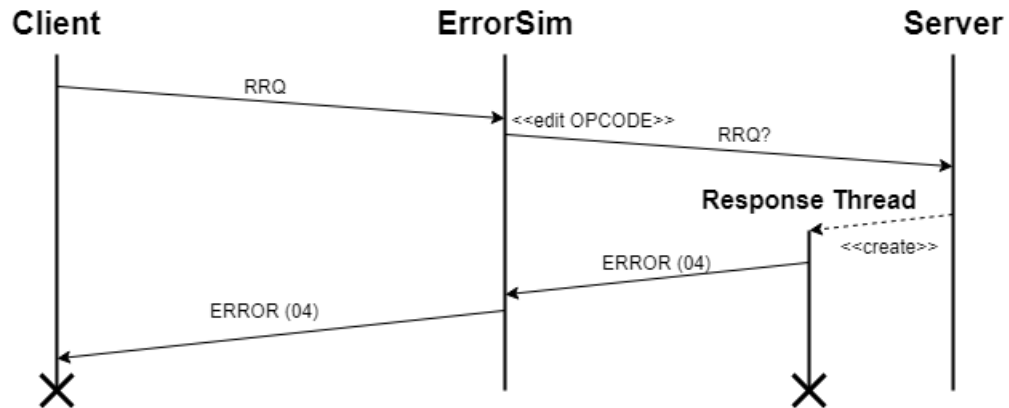 Client
ErrorSim
Server
RRQ
<<edit OPCODE>>
RRQ?
Response Thread
<<create>>
ERROR (04)
ERROR (04)